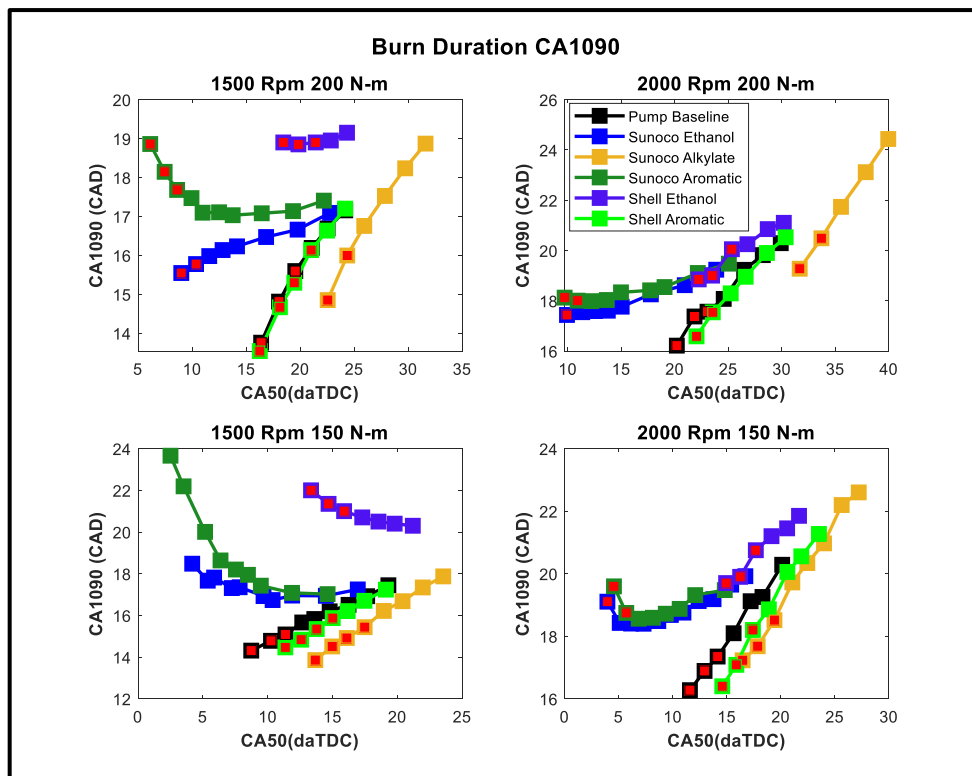 Burn Duration CA1090
1500 Rpm 200 N-m
20
19
18
17
16
15
14
CA1090 (CAD)
5 10 15 20 25 30 35
CA50(daTDC)
2000 Rpm 200 N-m
26
24
22
20
18
16
CA1090 (CAD)
Pump Baseline
Sunoco Ethanol
Sunoco Alkylate
Sunoco Aromatic
Shell Ethanol
Shell Aromatic
10 15 20 25 30 35 40
CA50(daTDC)
1500 Rpm 150 N-m
24
22
20
18
16
14
12
CA1090 (CAD)
0 5 10 15 20 25
CA50(daTDC)
2000 Rpm 150 N-m
24
22
20
18
16
CA1090 (CAD)
0 5 10 15 20 25 30
CA50(daTDC)